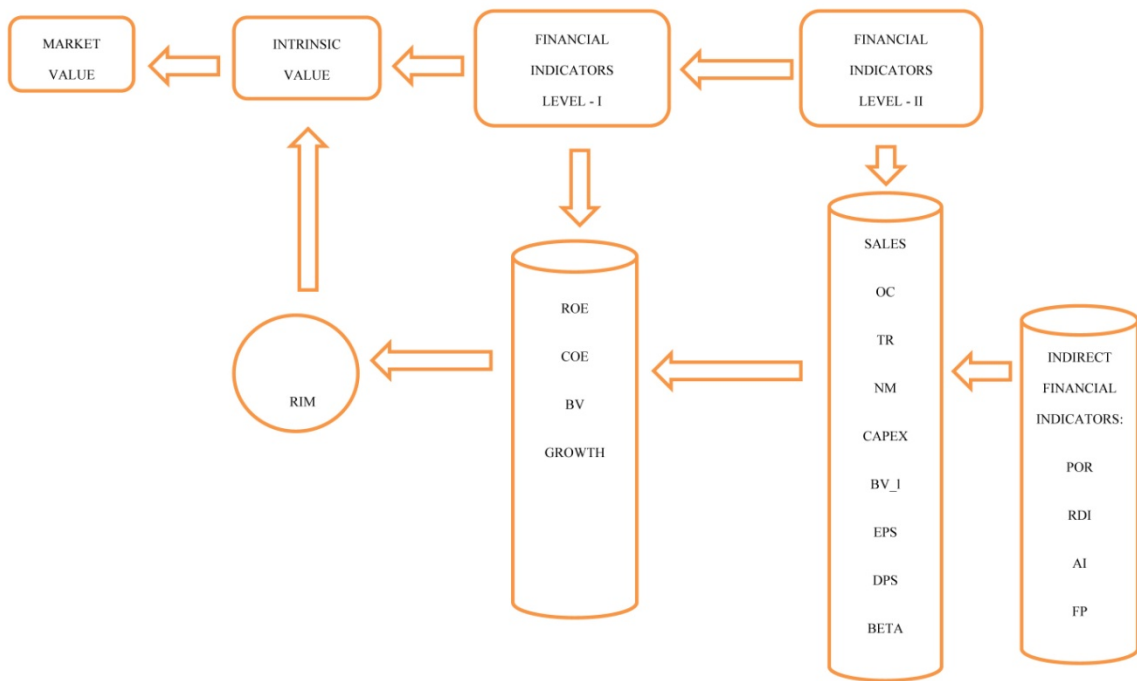 MARKET
VALUE
INTRINSIC
VALUE
FINANCIAL
INDICATORS
LEVEL - I
FINANCIAL
INDICATORS
LEVEL - II
RIM
ROE
COE
BV
GROWTH
SALES
OC
TR
NM
CAPEX
BV_I
EPS
DPS
BETA
INDIRECT
FINANCIAL
INDICATORS:
POR
RDI
AI
FP